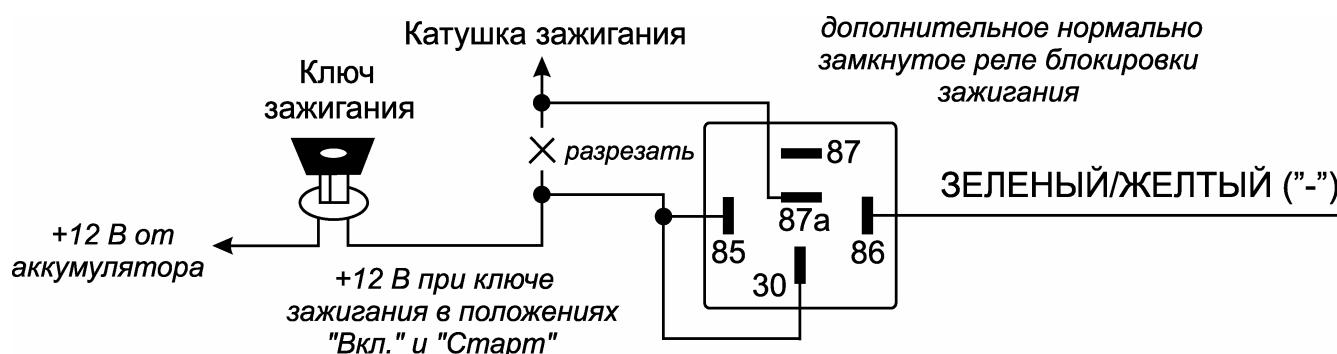 Катушка зажигания
дополнительное нормально
замкнутое реле блокировки
зажигания
Ключ
зажигания
разрезать
87
ЗЕЛЕНЫЙ/ЖЕЛТЫЙ ("-")
87a
85
86
30
+12 В от
аккумулятора
+12 В при ключе
зажигания в положениях
"Вкл." и "Старт"